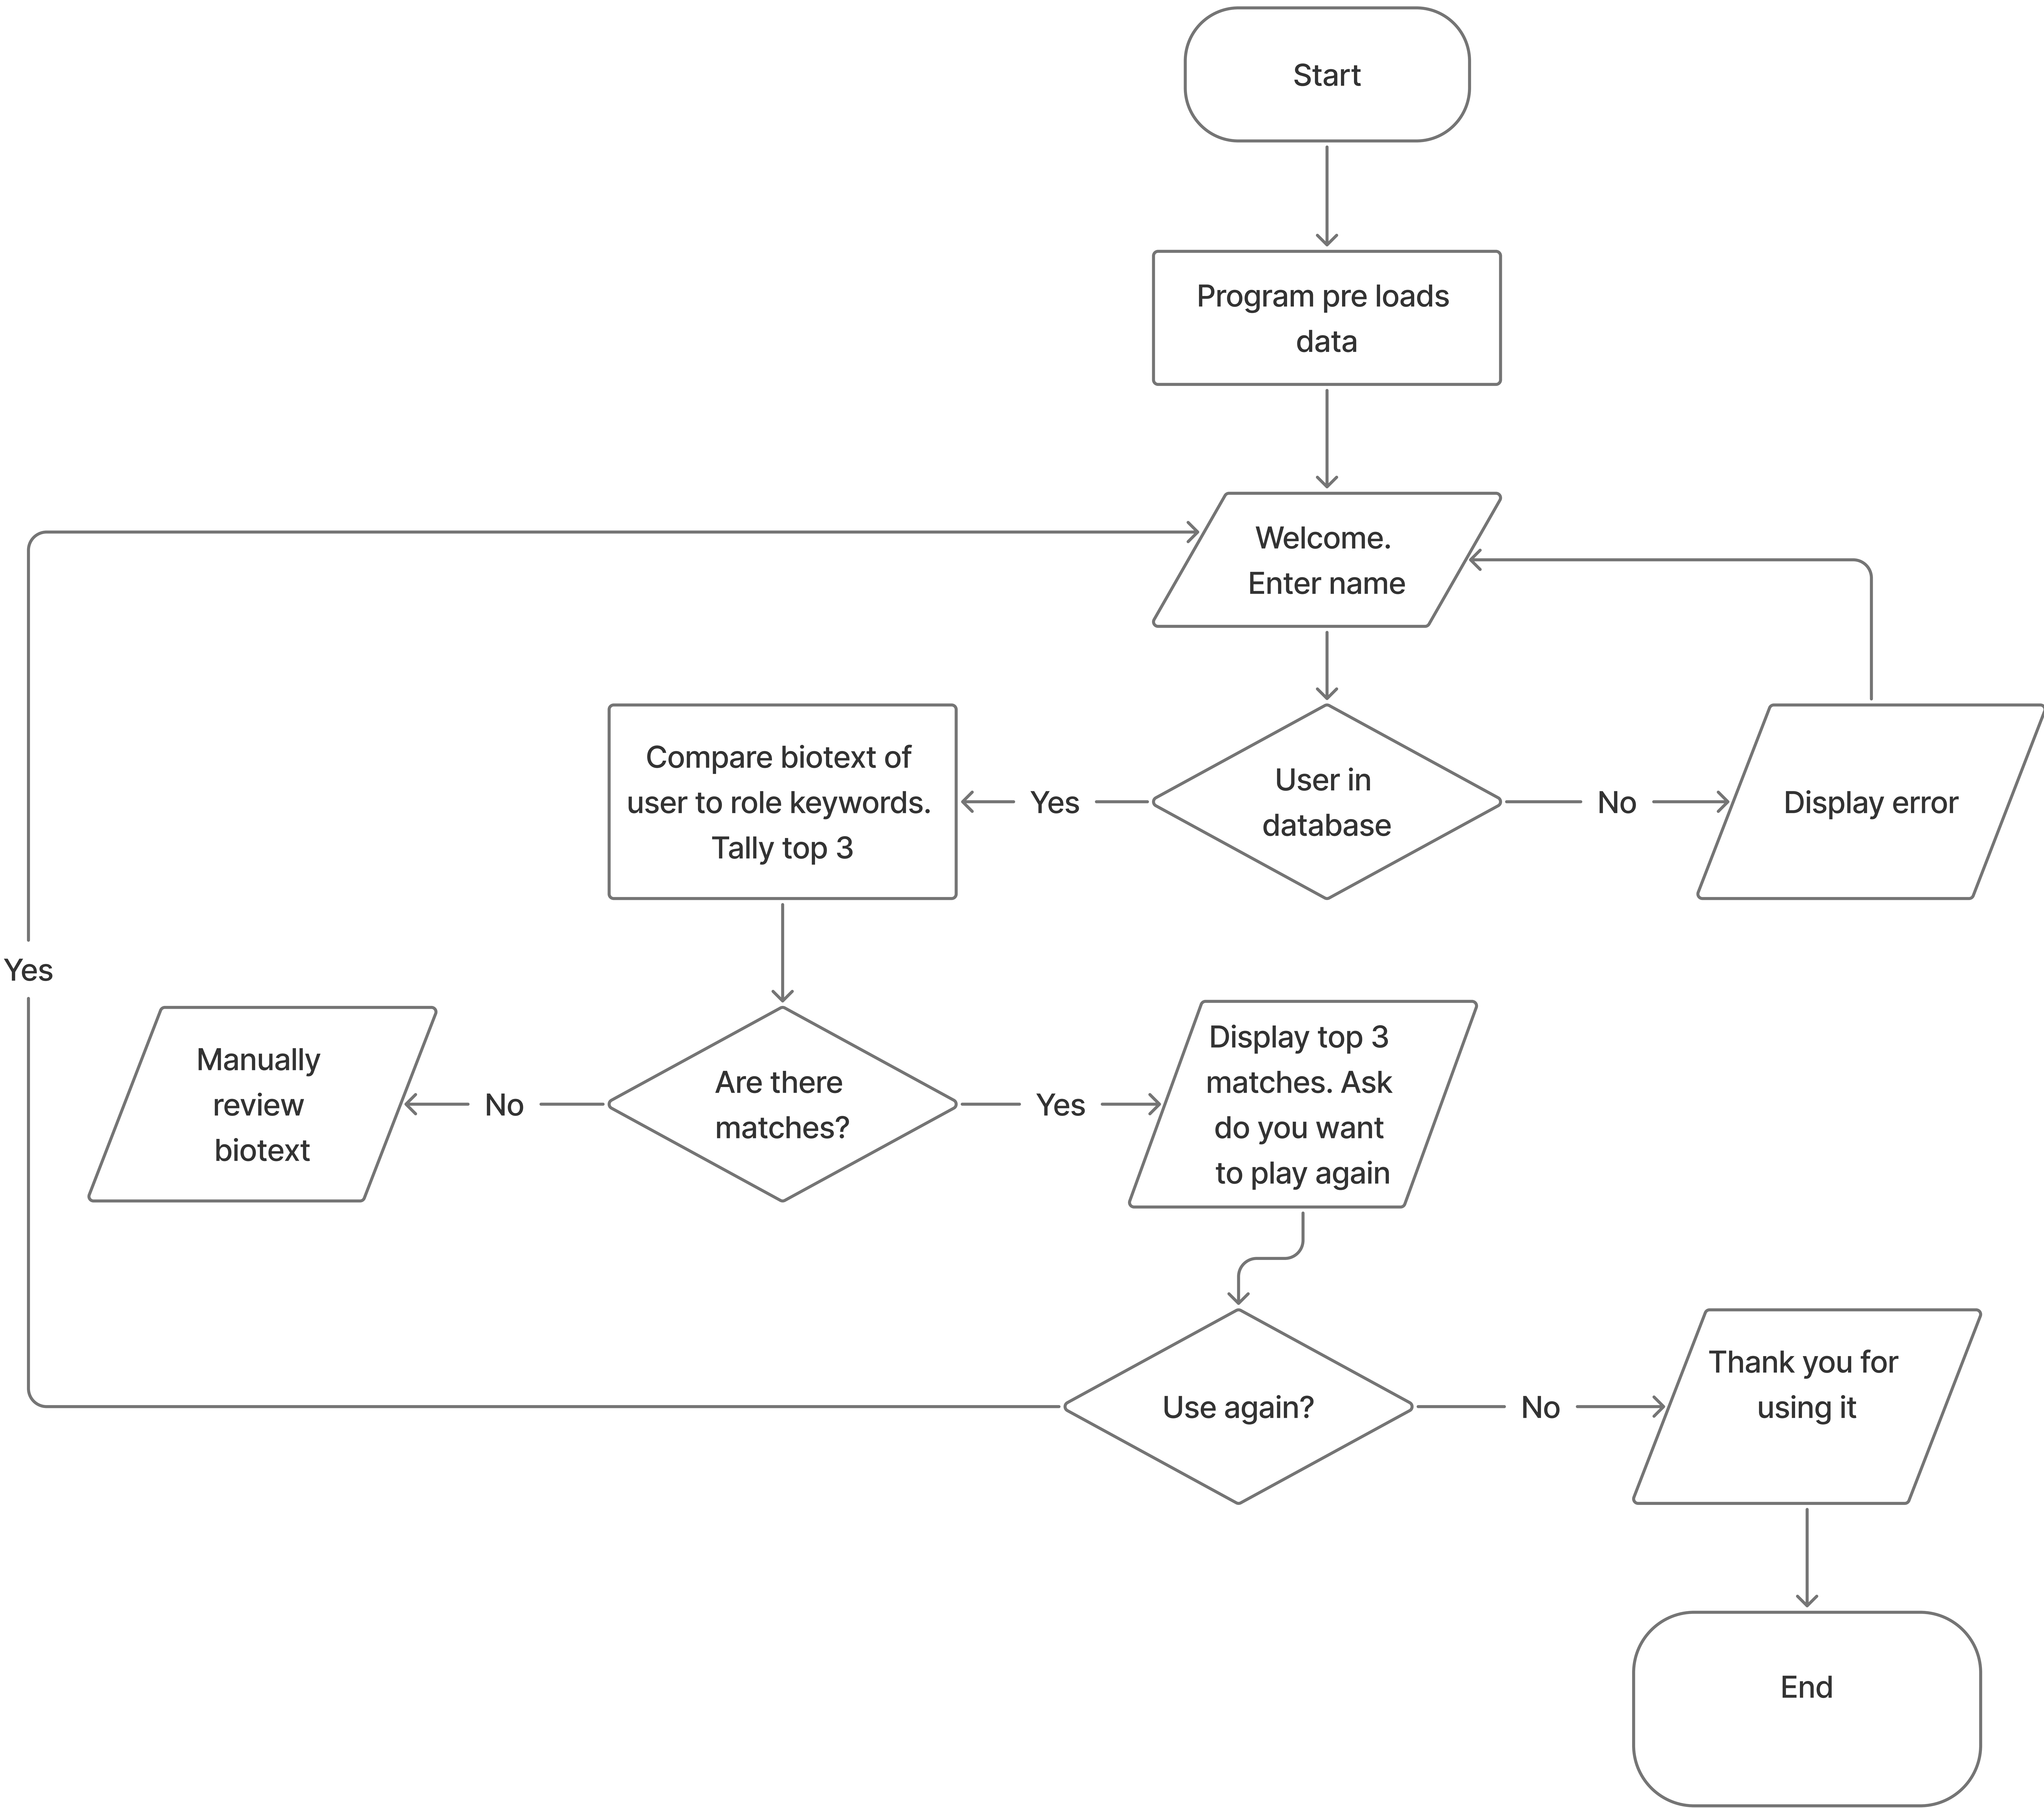 Start
Program pre loads
data
Welcome.
Enter name
Compare biotext of
user to role keywords.
Tally top 3
Yes
User in
database
No
Display error
Yes
Manually
review
biotext
No
Are there
matches?
Yes
Display top 3
matches. Ask
do you want
to play again
Use again?
No
Thank you for
using it
End